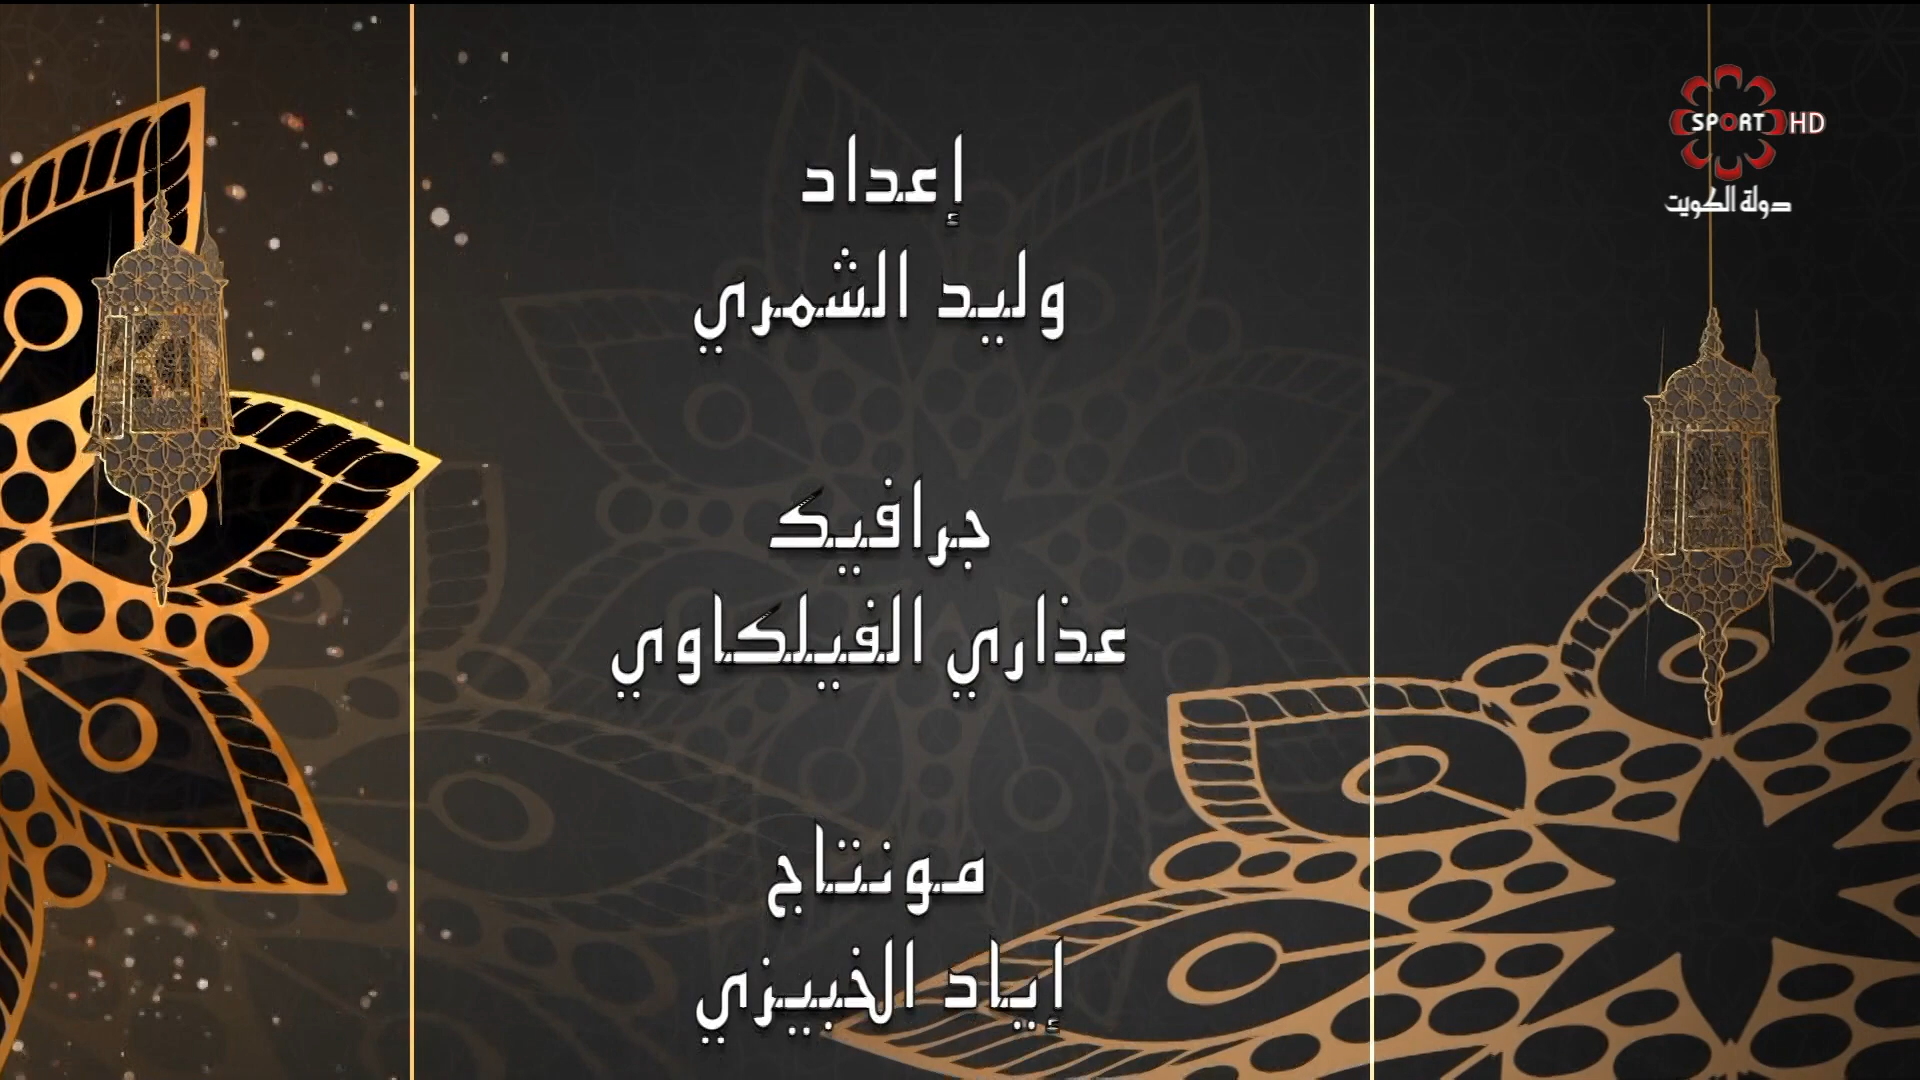 إعداد
وليد الشمري
جرافيك
عذاري الفيلكاوي
مونتاج
إياد الخبيزي
SPORT HD
دولة الكويت